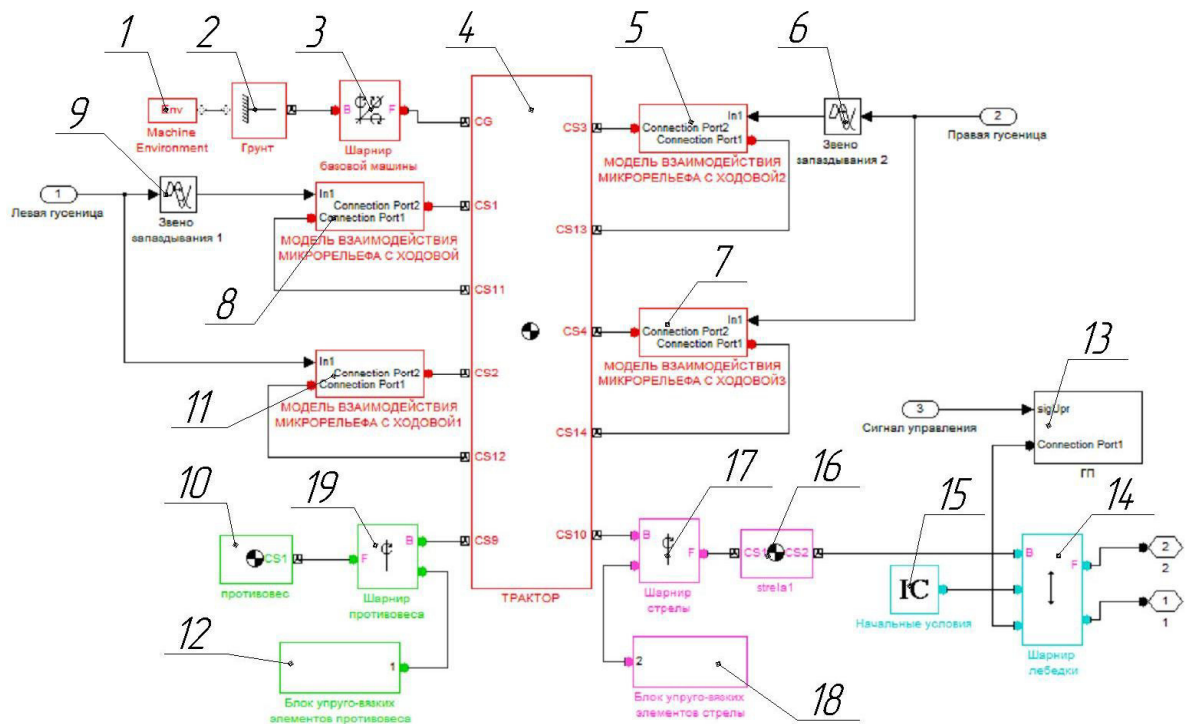 1
2
3
4
5
6
Env
Machine
Environment
Грунт
B
F
Шарнир
базовой машины
CG
CS3
Connection Port2
Connection Port1
In1
МОДЕЛЬ ВЗАИМОДЕЙСТВИЯ
МИКРОРЕЛЬЕФА С ХОДОВОЙ2
Звено
запаздывания 2
2
Правая гусеница
9
1
Левая гусеница
Звено
запаздывания 1
In1
Connection Port2
Connection Port1
CS1
МОДЕЛЬ ВЗАИМОДЕЙСТВИЯ
МИКРОРЕЛЬЕФА С ХОДОВОЙ
8
CS11
CS13
7
CS4
In1
Connection Port2
Connection Port1
МОДЕЛЬ ВЗАИМОДЕЙСТВИЯ
МИКРОРЕЛЬЕФА С ХОДОВОЙ3
In1
Connection Port2
Connection Port1
CS2
11
МОДЕЛЬ ВЗАИМОДЕЙСТВИЯ
МИКРОРЕЛЬЕФА С ХОДОВОЙ1
CS12
CS14
13
3
Сигнал управления
sigUpr
Connection Port1
ГП
10
19
CS1
противовес
F
B
Шарнир
противовеса
CS9
CS10
ТРАКТОР
17
16
B
F
Шарнир
стрелы
CS1
CS2
strela1
15
IC
Начальные условия
14
B
F
Шарнир
лебедки
2
2
1
1
12
1
Блок упруго-вязких
элементов противовеса
2
18
Блок упруго-вязких
элементов стрелы